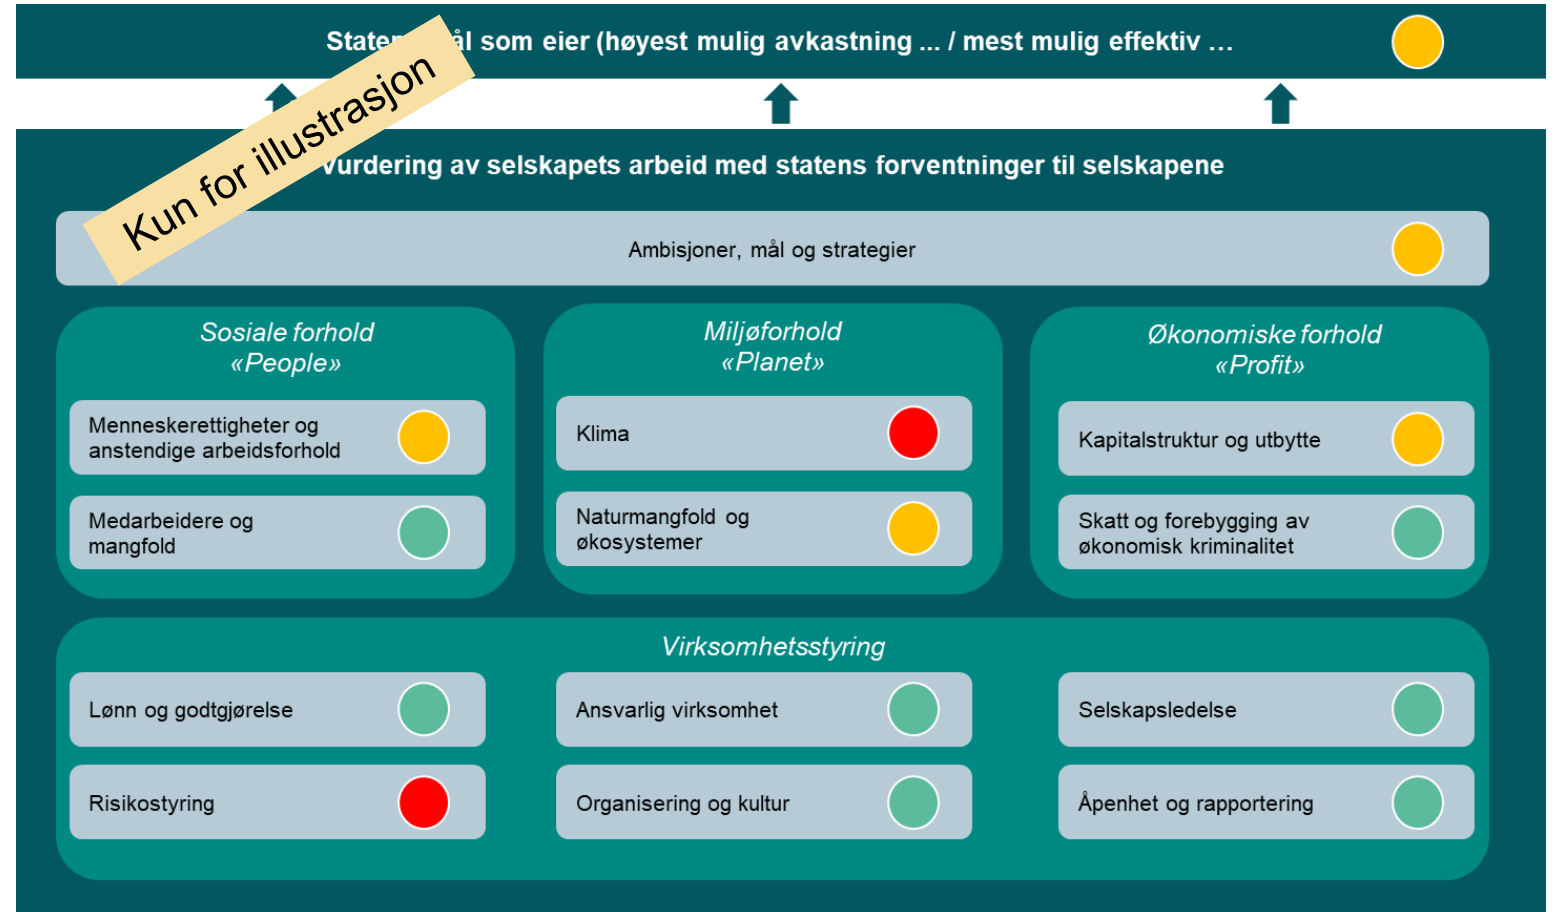 Staten ål som eier (høyest mulig avkastning ... / mest mulig effektiv …
Kun for illustrasjon
Vurdering av selskapets arbeid med statens forventninger til selskapene
Ambisjoner, mål og strategier
Sosiale forhold
«People»
Menneskerettigheter og
anstendige arbeidsforhold
Medarbeidere og
mangfold
Miljøforhold
«Planet»
Klima
Naturmangfold og
økosystemer
Økonomiske forhold
«Profit»
Kapitalstruktur og utbytte
Skatt og forebygging av
økonomisk kriminalitet
Virksomhetsstyring
Lønn og godtgjørelse
Ansvarlig virksomhet
Selskapsledelse
Risikostyring
Organisering og kultur
Åpenhet og rapportering